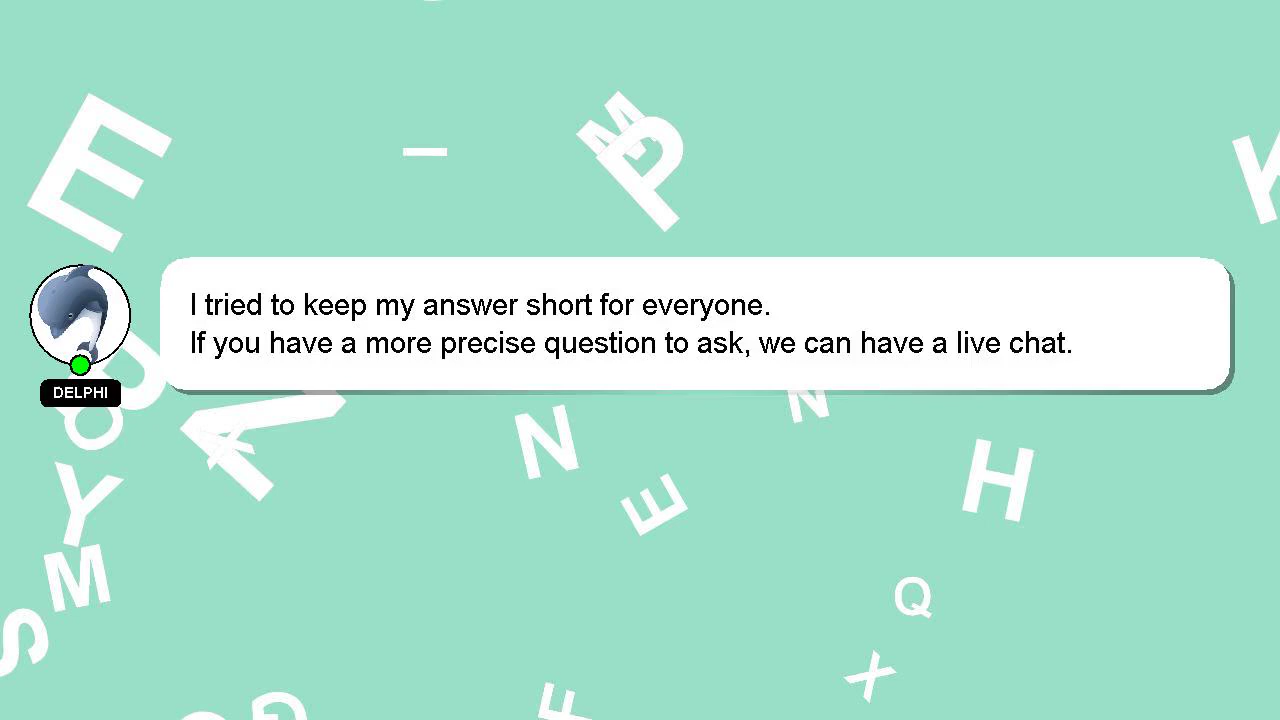 I tried to keep my answer short for everyone.
If you have a more precise question to ask, we can have a live chat.
DELPHI
E
M
P
K
N
N
E
H
Y
M
S
Q
X
G
F